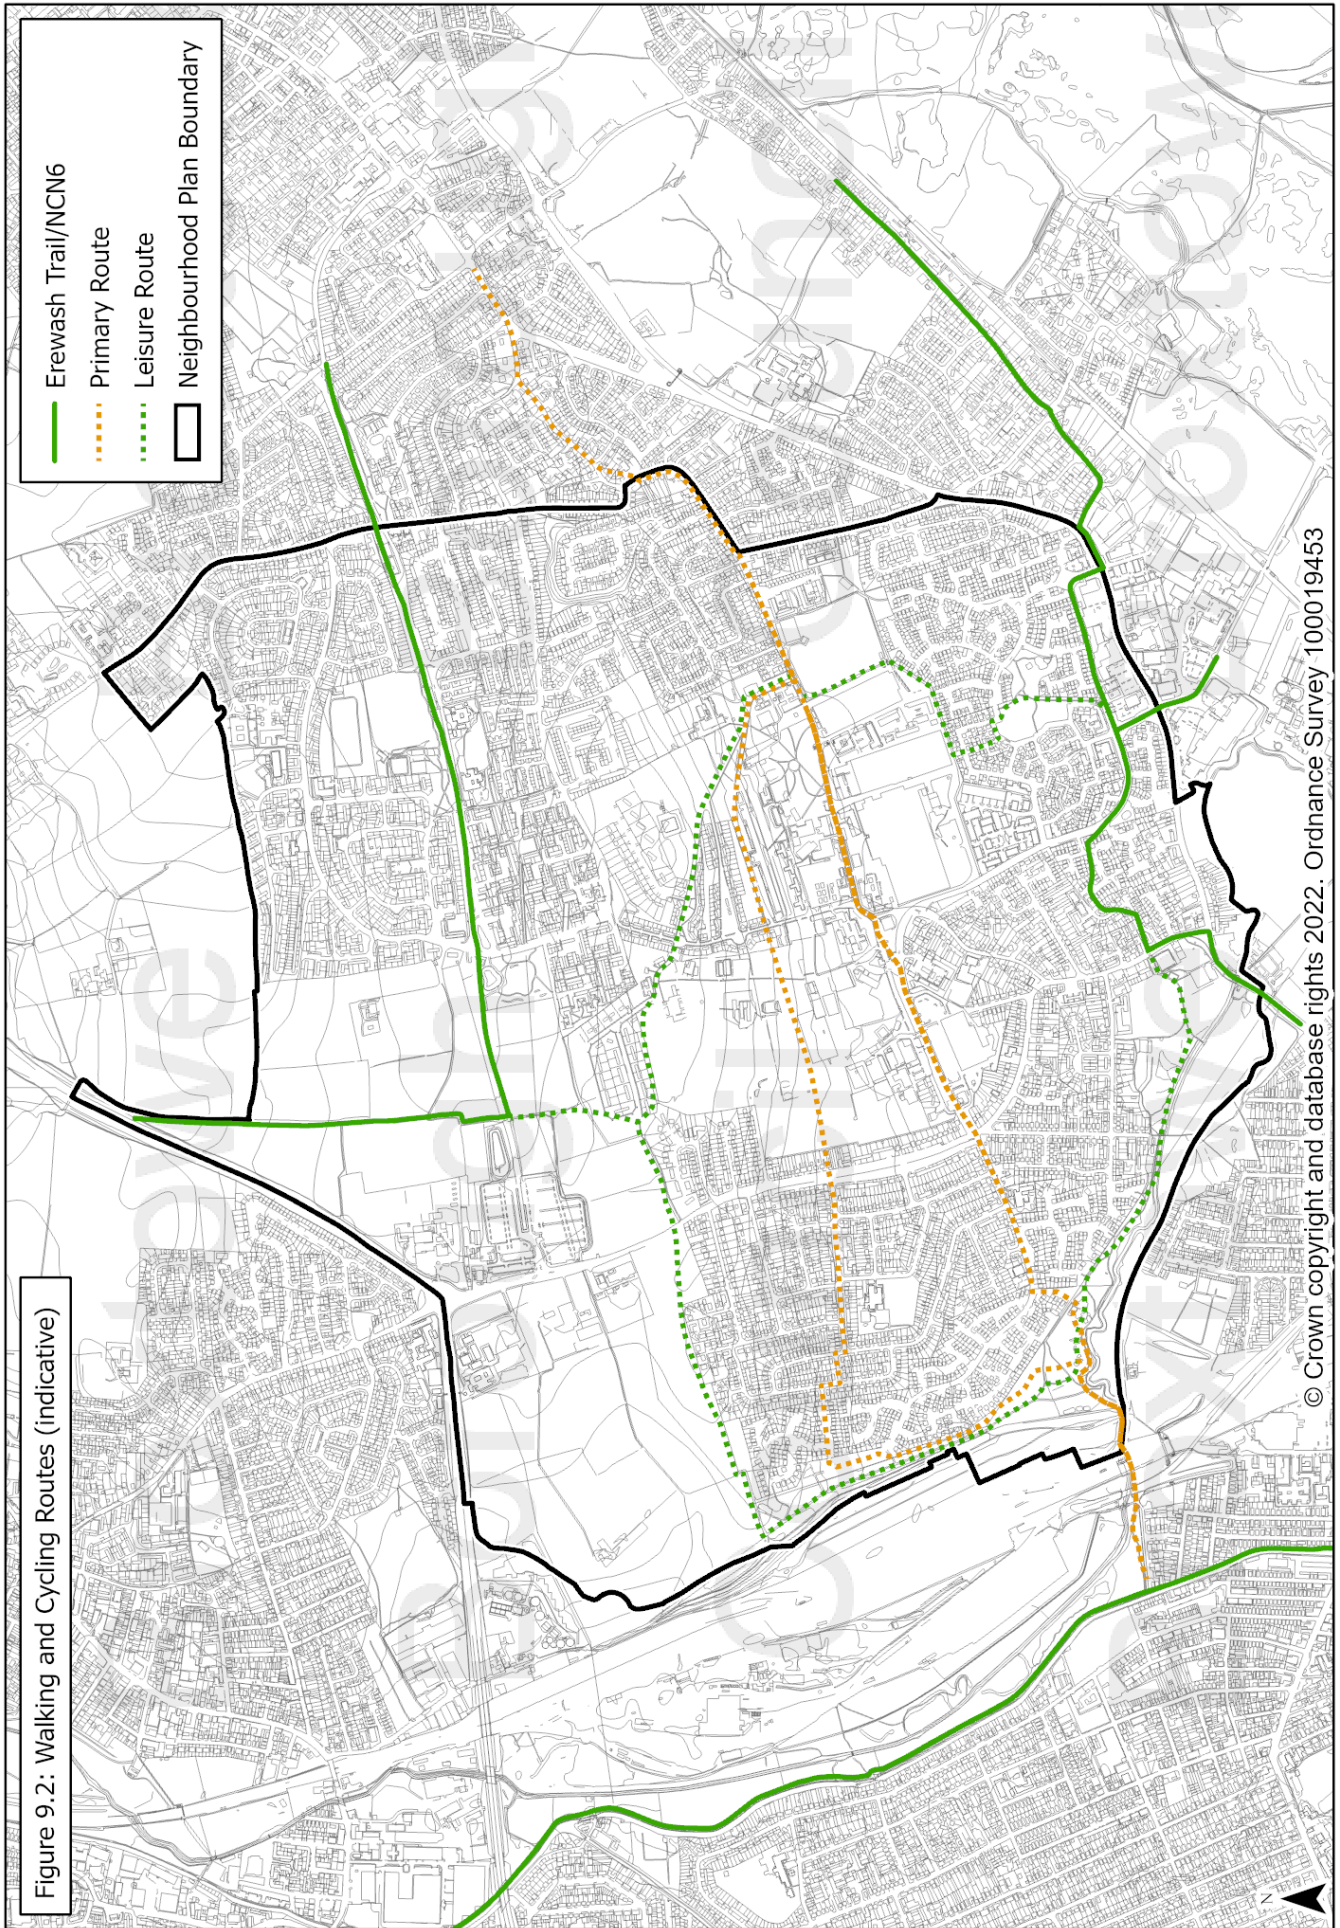 Figure 9.2: Walking and Cycling Routes (indicative)
Erewash Trail/NCN6
Primary Route
Leisure Route
Neighbourhood Plan Boundary
N
© Crown copyright and database rights 2022. Ordnance Survey 100019453